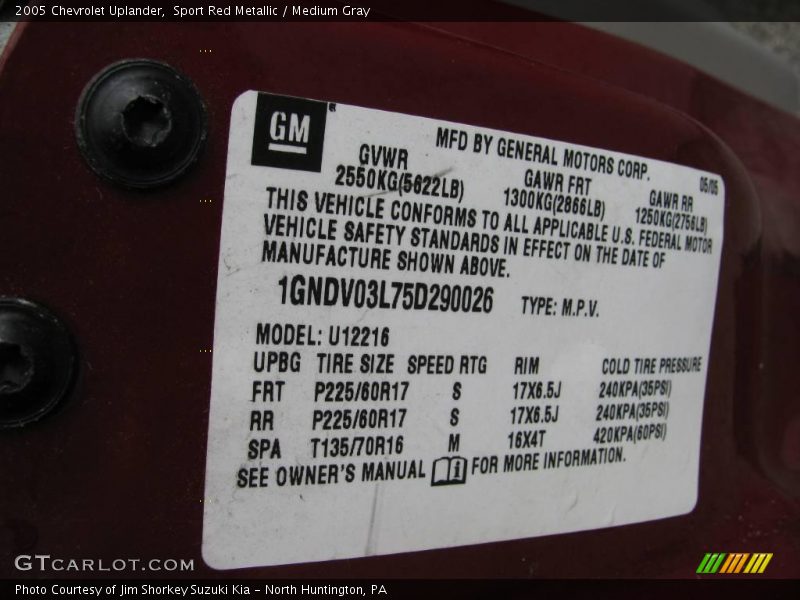 2005 Chevrolet Uplander,  Sport Red Metallic / Medium Gray
GM
MFD BY GENERAL MOTORS CORP.
05/05
GVWR GAWR FRT GAWR RR
2550KG(5622LB) 1300KG(2866LB) 1250KG(2756LB)
THIS VEHICLE CONFORMS TO ALL APPLICABLE U.S. FEDERAL MOTOR
VEHICLE SAFETY STANDARDS IN EFFECT ON THE DATE OF
MANUFACTURE SHOWN ABOVE.
1GNDV03L75D290026 TYPE: M.P.V.
MODEL: U12216
UPBG TIRE SIZE SPEED RTG RIM COLD TIRE PRESSURE
FRT P225/60R17 S 17X6.5J 240KPA(35PSI)
RR P225/60R17 S 17X6.5J 240KPA(35PSI)
SPA T135/70R16 M 16X4T 420KPA(60PSI)
SEE OWNER'S MANUAL i FOR MORE INFORMATION.
GTCARLOT.COM
Photo Courtesy of Jim Shorkey Suzuki Kia – North Huntington, PA